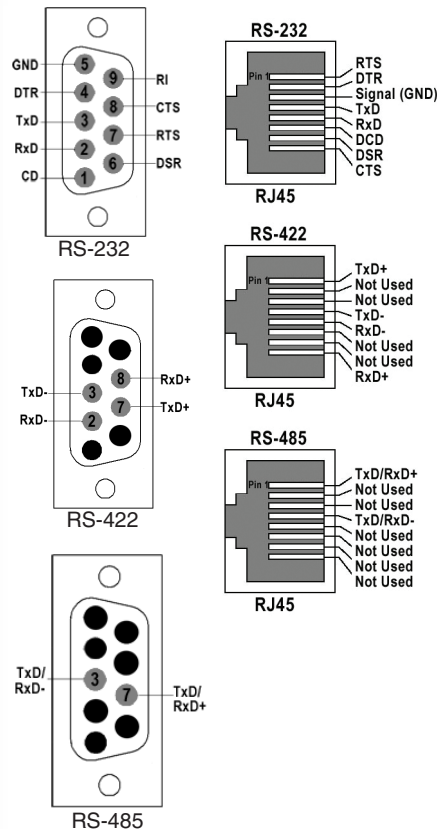 GND
5
9
RI
DTR
4
8
CTS
TxD
3
7
RTS
RxD
2
6
DSR
CD
1
RS-232
RS-232
Pin 1
RTS
DTR
Signal (GND)
TxD
RxD
DCD
DSR
CTS
RJ45
8
RxD+
TxD-
3
7
TxD+
RxD-
2
RS-422
RS-422
Pin 1
TxD+
Not Used
Not Used
TxD-
RxD-
Not Used
Not Used
RxD+
RJ45
TxD/
RxD-
3
7
TxD/
RxD+
RS-485
RS-485
Pin 1
TxD/RxD+
Not Used
Not Used
TxD/RxD-
Not Used
Not Used
Not Used
Not Used
RJ45